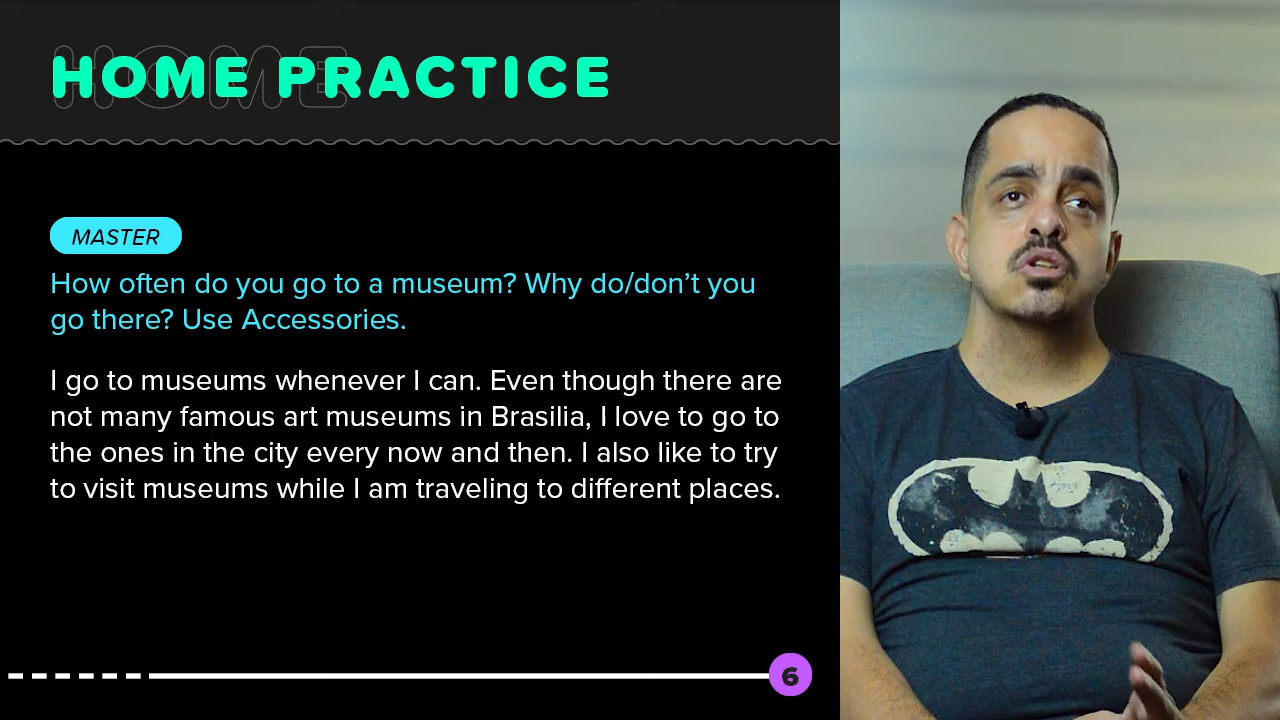 HOME PRACTICE
MASTER
How often do you go to a museum? Why do/don’t you
go there? Use Accessories.
I go to museums whenever I can. Even though there are
not many famous art museums in Brasilia, I love to go to
the ones in the city every now and then. I also like to try
to visit museums while I am traveling to different places.
6